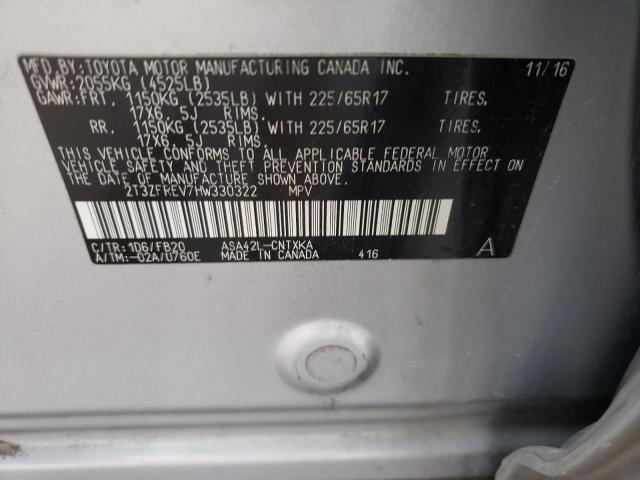 MFD. BY: TOYOTA MOTOR MANUFACTURING CANADA INC. 11/16
GVWR: 2055KG (4525LB)
GAWR: FRT. 1150KG (2535LB) WITH 225/65R17 TIRES,
17X6. 5J RIMS.
RR. 1150KG (2535LB) WITH 225/65R17 TIRES,
17X6. 5J RIMS.
THIS VEHICLE CONFORMS TO ALL APPLICABLE FEDERAL MOTOR
VEHICLE SAFETY AND THEFT PREVENTION STANDARDS IN EFFECT ON
THE DATE OF MANUFACTURE SHOWN ABOVE.
2T3ZFREV7HW330322 MPV
C/TR: 1D6/FB20 ASA42L-CNTXKA A
A/TM: -02A/U760E MADE IN CANADA 416